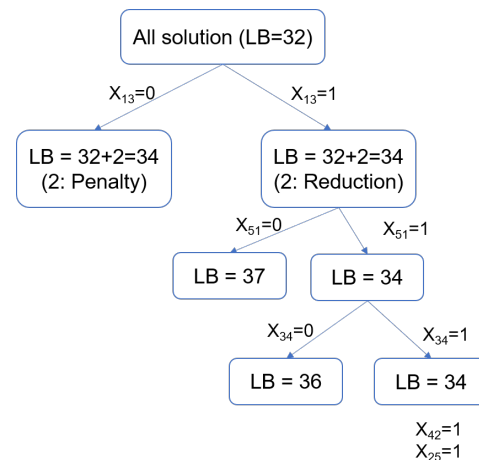 All solution (LB=32)
X₁₃=0
X₁₃=1
LB = 32+2=34
(2: Penalty)
LB = 32+2=34
(2: Reduction)
X₅₁=0
X₅₁=1
LB = 37
LB = 34
X₃₄=0
X₃₄=1
LB = 36
LB = 34
X₄₂=1
X₂₅=1